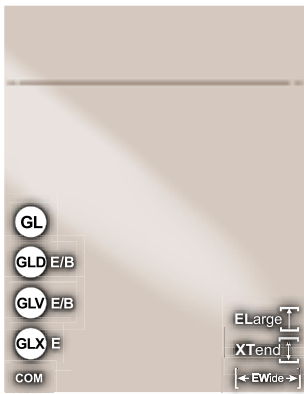 GL
GLD E/B
GLV E/B
GLX E
COM
ELarge
XTend
EWide